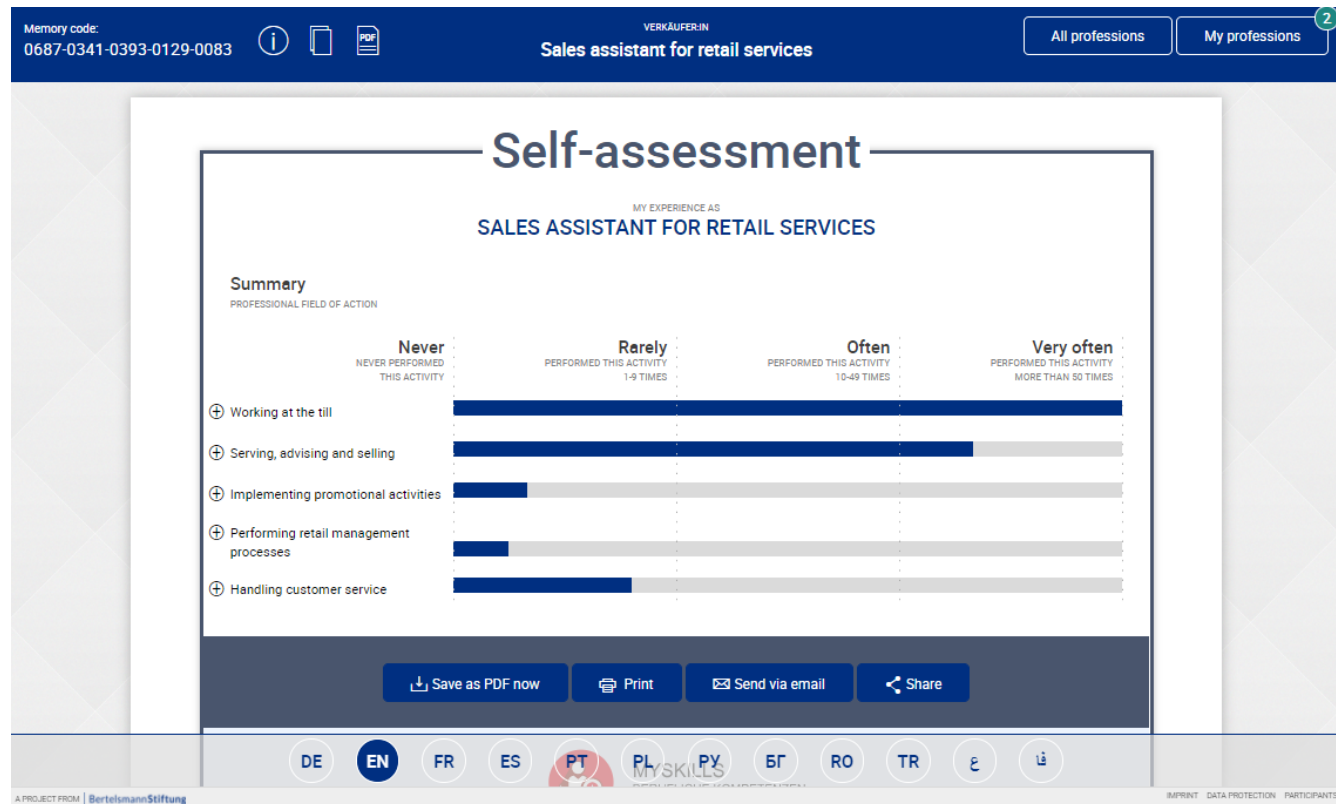 Memory code:
0687-0341-0393-0129-0083
PDF
VERKÄUFER:IN
Sales assistant for retail services
All professions
My professions
2
Self-assessment
MY EXPERIENCE AS
SALES ASSISTANT FOR RETAIL SERVICES
Summary
PROFESSIONAL FIELD OF ACTION
Never
NEVER PERFORMED
THIS ACTIVITY
Rarely
PERFORMED THIS ACTIVITY
1-9 TIMES
Often
PERFORMED THIS ACTIVITY
10-49 TIMES
Very often
PERFORMED THIS ACTIVITY
MORE THAN 50 TIMES
Working at the till
Serving, advising and selling
Implementing promotional activities
Performing retail management
processes
Handling customer service
Save as PDF now
Print
Send via email
Share
DE EN FR ES PT PL РУ БГ RO TR ع فا
MYSKILLS
BERUFLICHE KOMPETENZEN
A PROJECT FROM | BertelsmannStiftung
IMPRINT DATA PROTECTION PARTICIPANTS